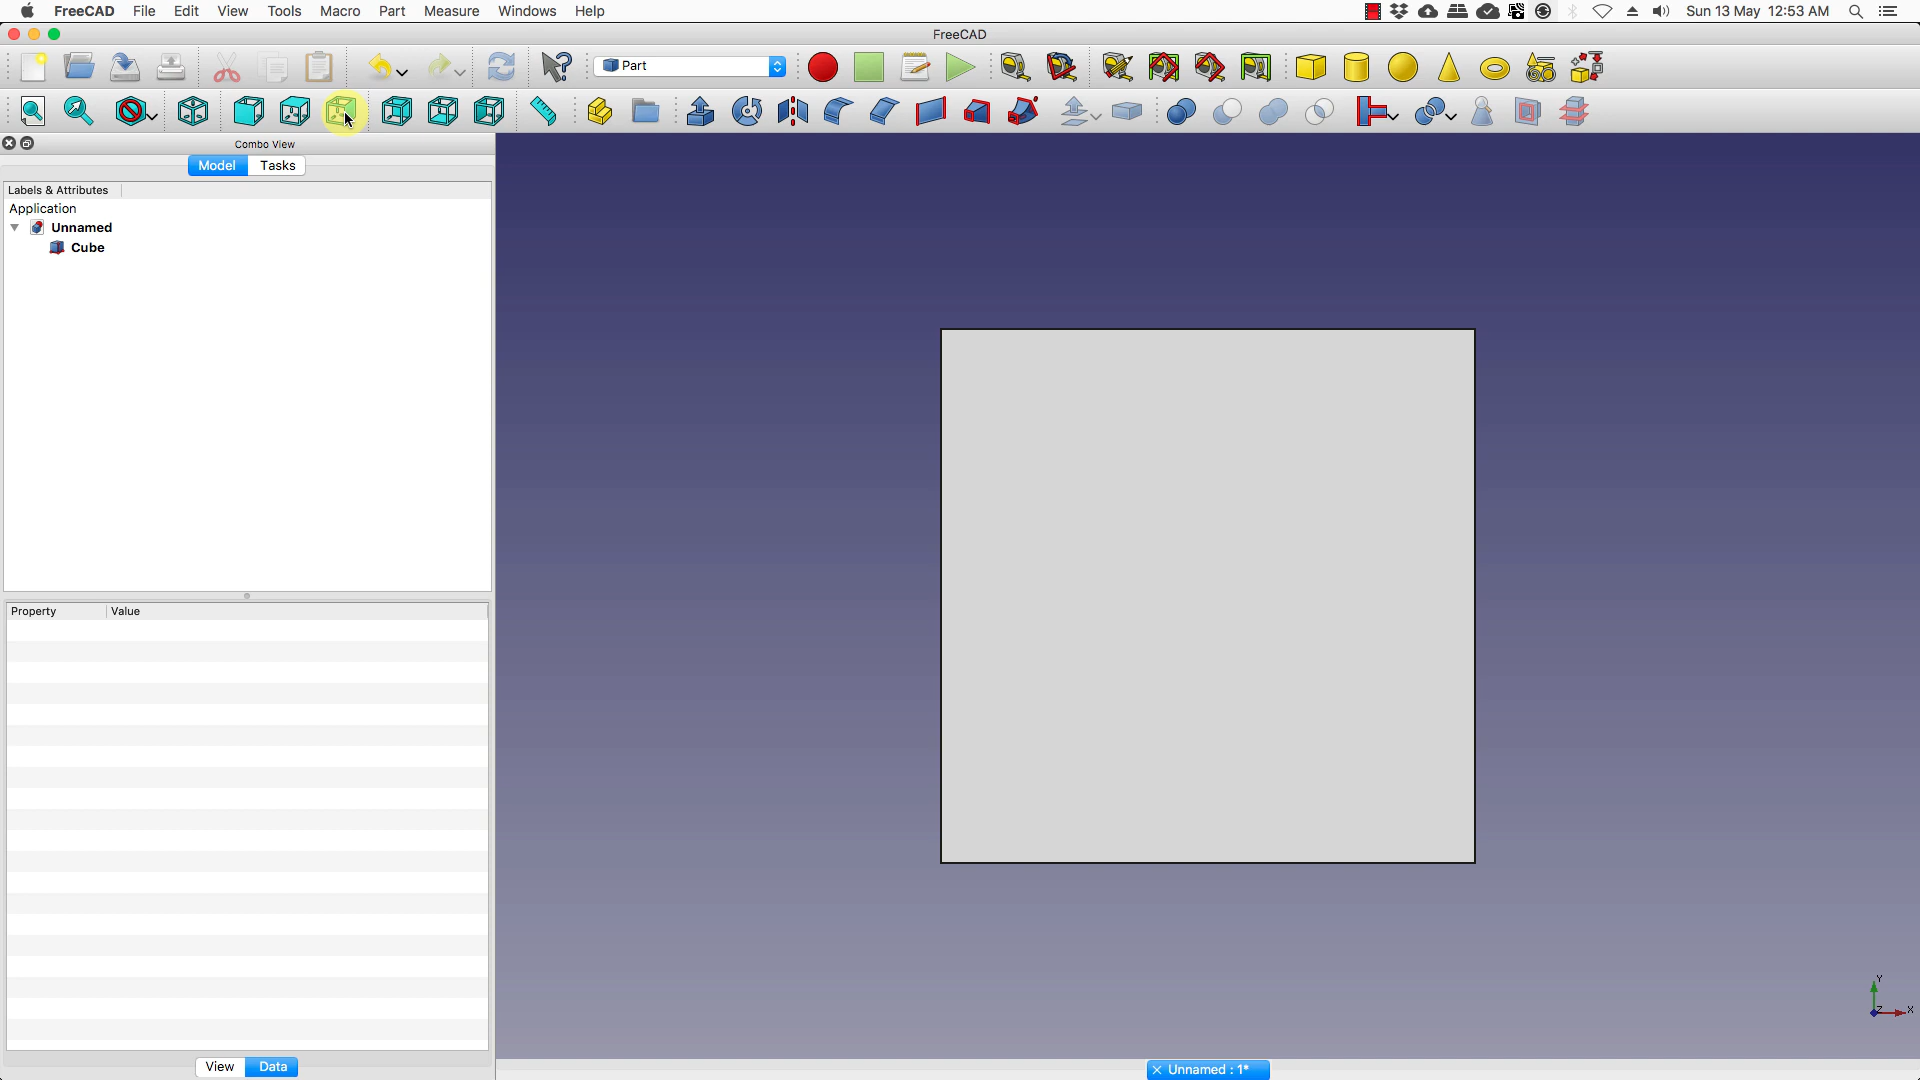 FreeCAD File Edit View Tools Macro Part Measure Windows Help Sun 13 May 12:53 AM
FreeCAD
Part
Combo View
Model Tasks
Labels & Attributes
Application
Unnamed
Cube
Property Value
Y
Z X
View Data
Unnamed : 1*